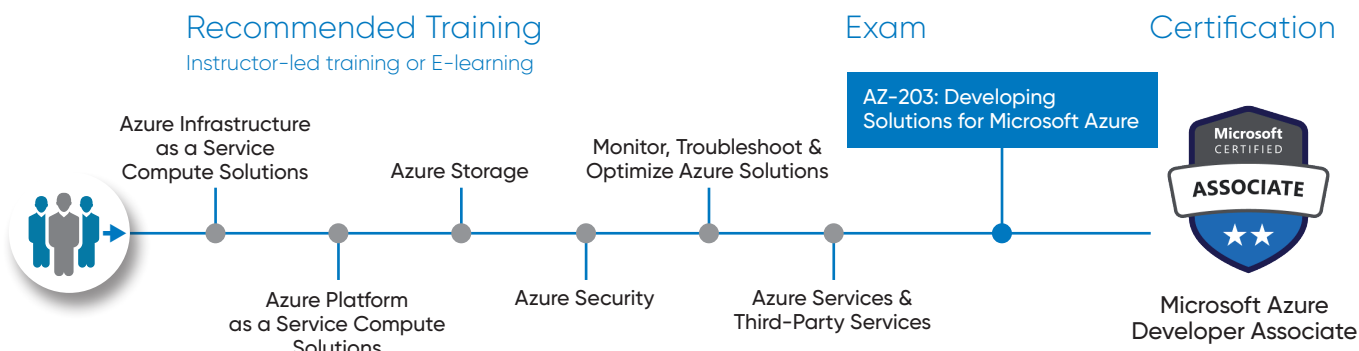 Recommended Training
Instructor-led training or E-learning
Exam
Certification
AZ-203: Developing
Solutions for Microsoft Azure
Azure Infrastructure
as a Service
Compute Solutions
Azure Platform
as a Service Compute
Solutions
Azure Storage
Azure Security
Monitor, Troubleshoot &
Optimize Azure Solutions
Azure Services &
Third-Party Services
Microsoft
CERTIFIED
ASSOCIATE
Microsoft Azure
Developer Associate